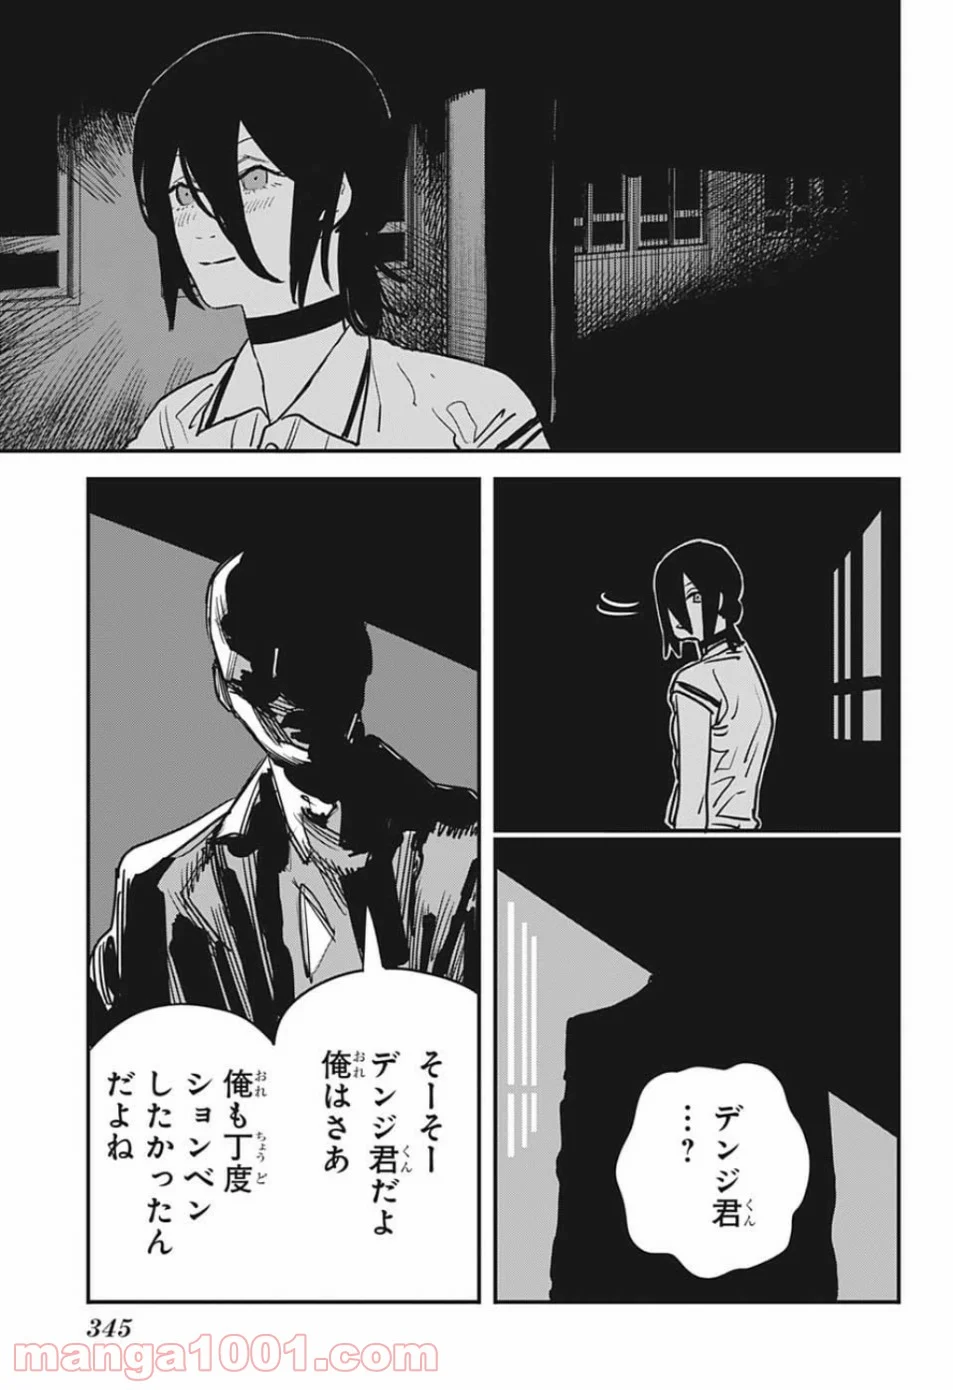 デンジ君
…?
そーそー
デンジ君だよ
俺はさあ
俺も丁度
ションベン
したかったん
だよね
345
manga1001.com